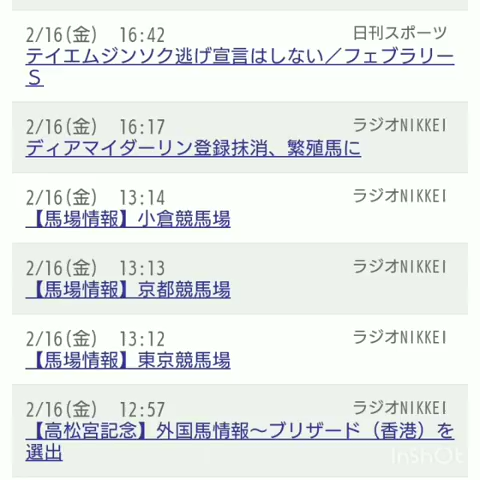 2/16(金) 16:42 日刊スポーツ
テイエムジンソク逃げ宣言はしない／フェブラリー
Ｓ
2/16(金) 16:17 ラジオNIKKEI
ディアマイダーリン登録抹消、繁殖馬に
2/16(金) 13:14 ラジオNIKKEI
【馬場情報】小倉競馬場
2/16(金) 13:13 ラジオNIKKEI
【馬場情報】京都競馬場
2/16(金) 13:12 ラジオNIKKEI
【馬場情報】東京競馬場
2/16(金) 12:57 ラジオNIKKEI
【高松宮記念】外国馬情報～ブリザード（香港）を
選出
InShOt